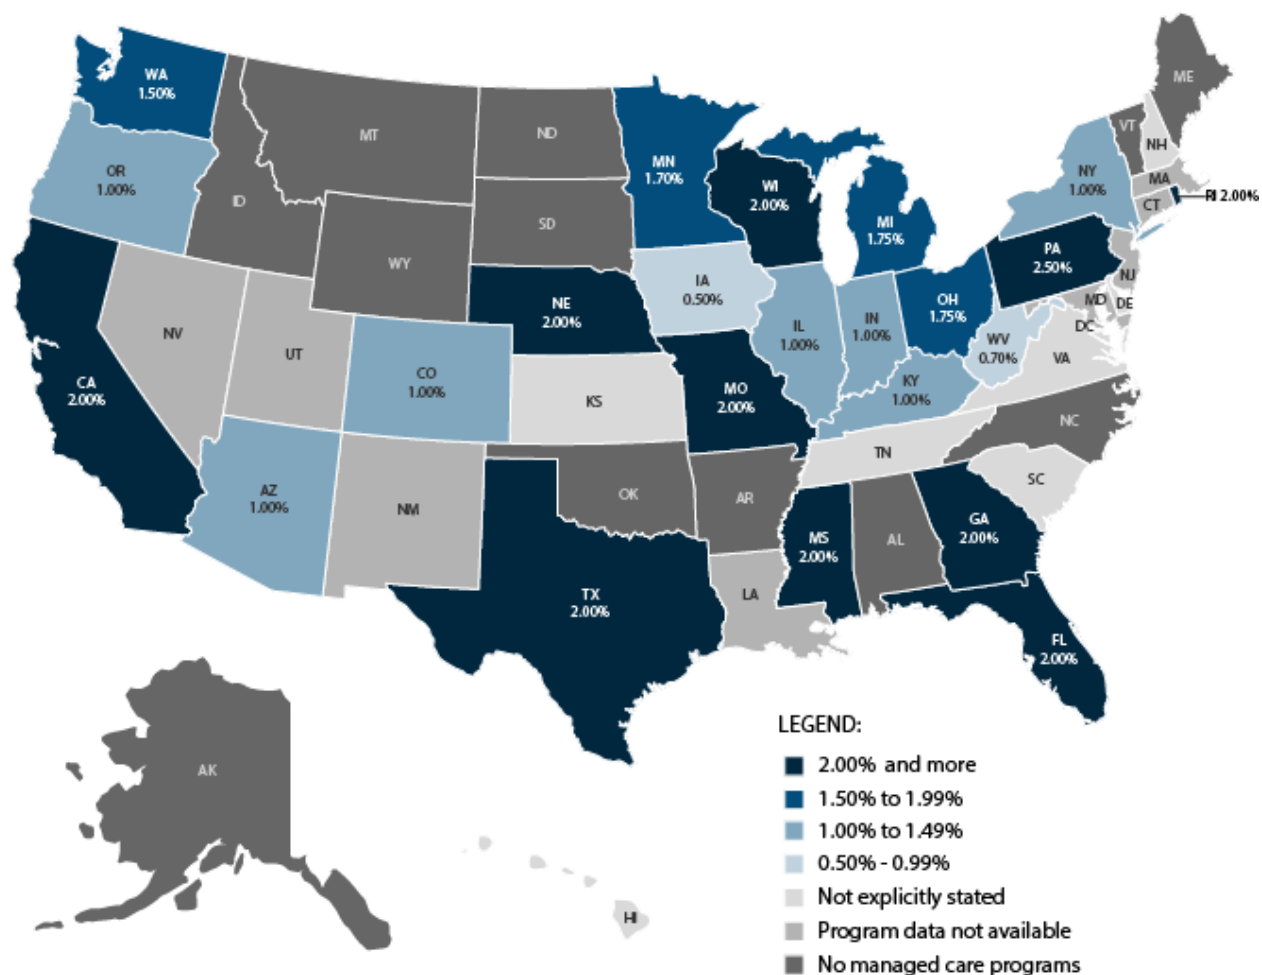 WA
1.50%
OR
1.00%
CA
2.00%
NV
ID
MT
WY
UT
AZ
1.00%
CO
1.00%
NM
ND
SD
NE
2.00%
KS
OK
TX
2.00%
MN
1.70%
IA
0.50%
MO
2.00%
AR
LA
WI
2.00%
IL
1.00%
MI
1.75%
IN
1.00%
OH
1.75%
KY
1.00%
TN
MS
2.00%
AL
GA
2.00%
FL
2.00%
SC
NC
VA
WV
0.70%
PA
2.50%
NY
1.00%
VT
NH
ME
MA
CT
RI 2.00%
NJ
MD
DE
DC
AK
HI
LEGEND:
2.00% and more
1.50% to 1.99%
1.00% to 1.49%
0.50% - 0.99%
Not explicitly stated
Program data not available
No managed care programs